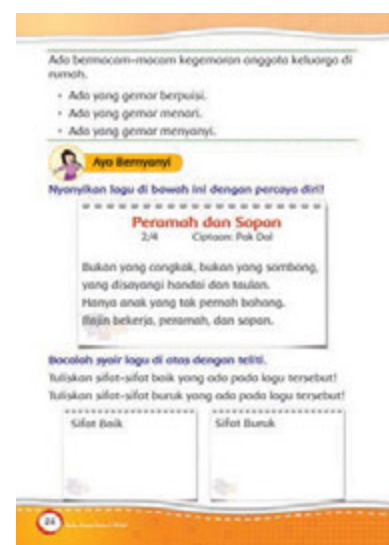 Ada bermacam-macam kegemaran anggota keluarga di
rumah.
• Ada yang gemar berpuisi.
• Ada yang gemar menari.
• Ada yang gemar menyanyi.
Ayo Bernyanyi
Nyanyikan lagu di bawah ini dengan percaya diri!
Peramah dan Sopan
2/4 Ciptaan: Pak Dal
Bukan yang congkak, bukan yang sombong,
yang disayangi handai dan taulan.
Hanya anak yang tak pernah bohong.
Rajin bekerja, peramah, dan sopan.
Bacalah syair lagu di atas dengan teliti.
Tuliskan sifat-sifat baik yang ada pada lagu tersebut!
Tuliskan sifat-sifat buruk yang ada pada lagu tersebut!
Sifat Baik
Sifat Buruk